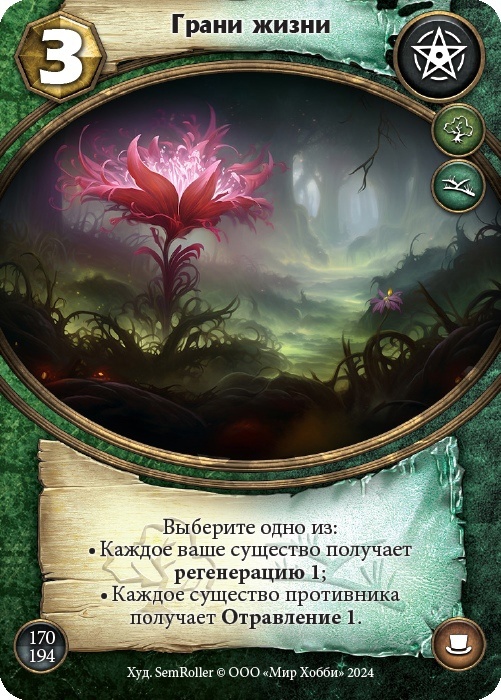 3
Грани жизни
Выберите одно из:
• Каждое ваше существо получает
регенерацию 1;
• Каждое существо противника
получает Отравление 1.
170
194
Худ. SemRoller © ООО «Мир Хобби» 2024